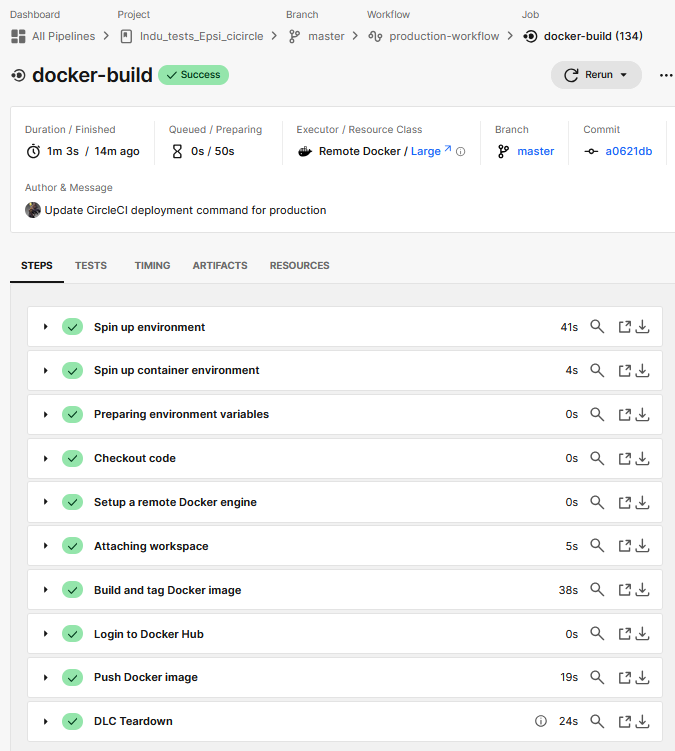 Dashboard Project Branch Workflow Job
All Pipelines Indu_tests_Epsi_cicircle master production-workflow docker-build (134)
docker-build Success Rerun
Duration / Finished Queued / Preparing Executor / Resource Class Branch Commit
1m 3s / 14m ago 0s / 50s Remote Docker / Large master a0621db
Author & Message
Update CircleCI deployment command for production
STEPS TESTS TIMING ARTIFACTS RESOURCES
Spin up environment 41s
Spin up container environment 4s
Preparing environment variables 0s
Checkout code 0s
Setup a remote Docker engine 0s
Attaching workspace 5s
Build and tag Docker image 38s
Login to Docker Hub 0s
Push Docker image 19s
DLC Teardown 24s